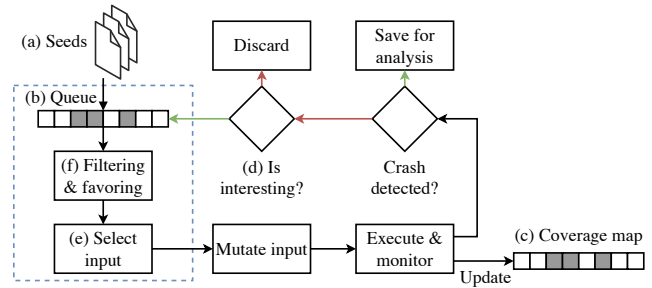 (a) Seeds
Discard
Save for
analysis
(b) Queue
(d) Is
interesting?
Crash
detected?
(f) Filtering
& favoring
(e) Select
input
Mutate input
Execute &
monitor
(c) Coverage map
Update